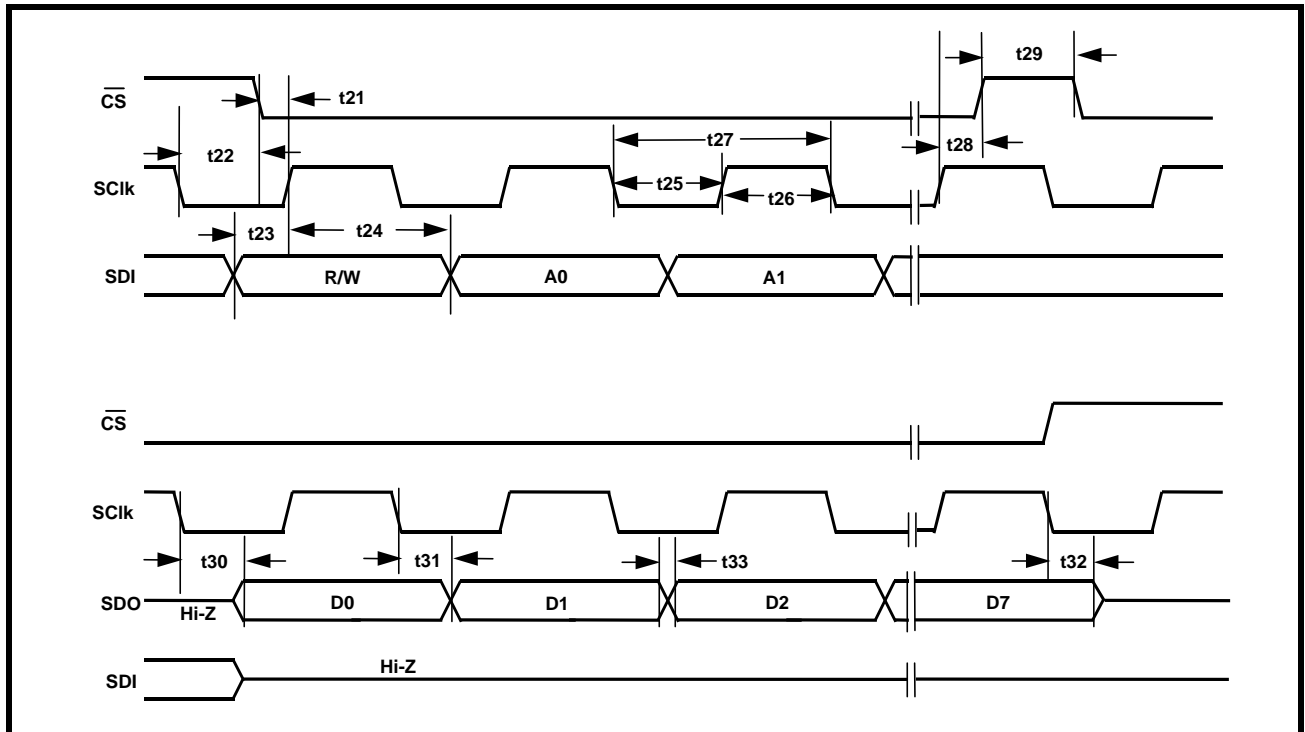 t29
CS
t21
t27
t22
t28
SClk
t25
t26
t23
t24
SDI
R/W
A0
A1
CS
SClk
t30
t31
t33
t32
SDO
Hi-Z
D0
D1
D2
D7
Hi-Z
SDI